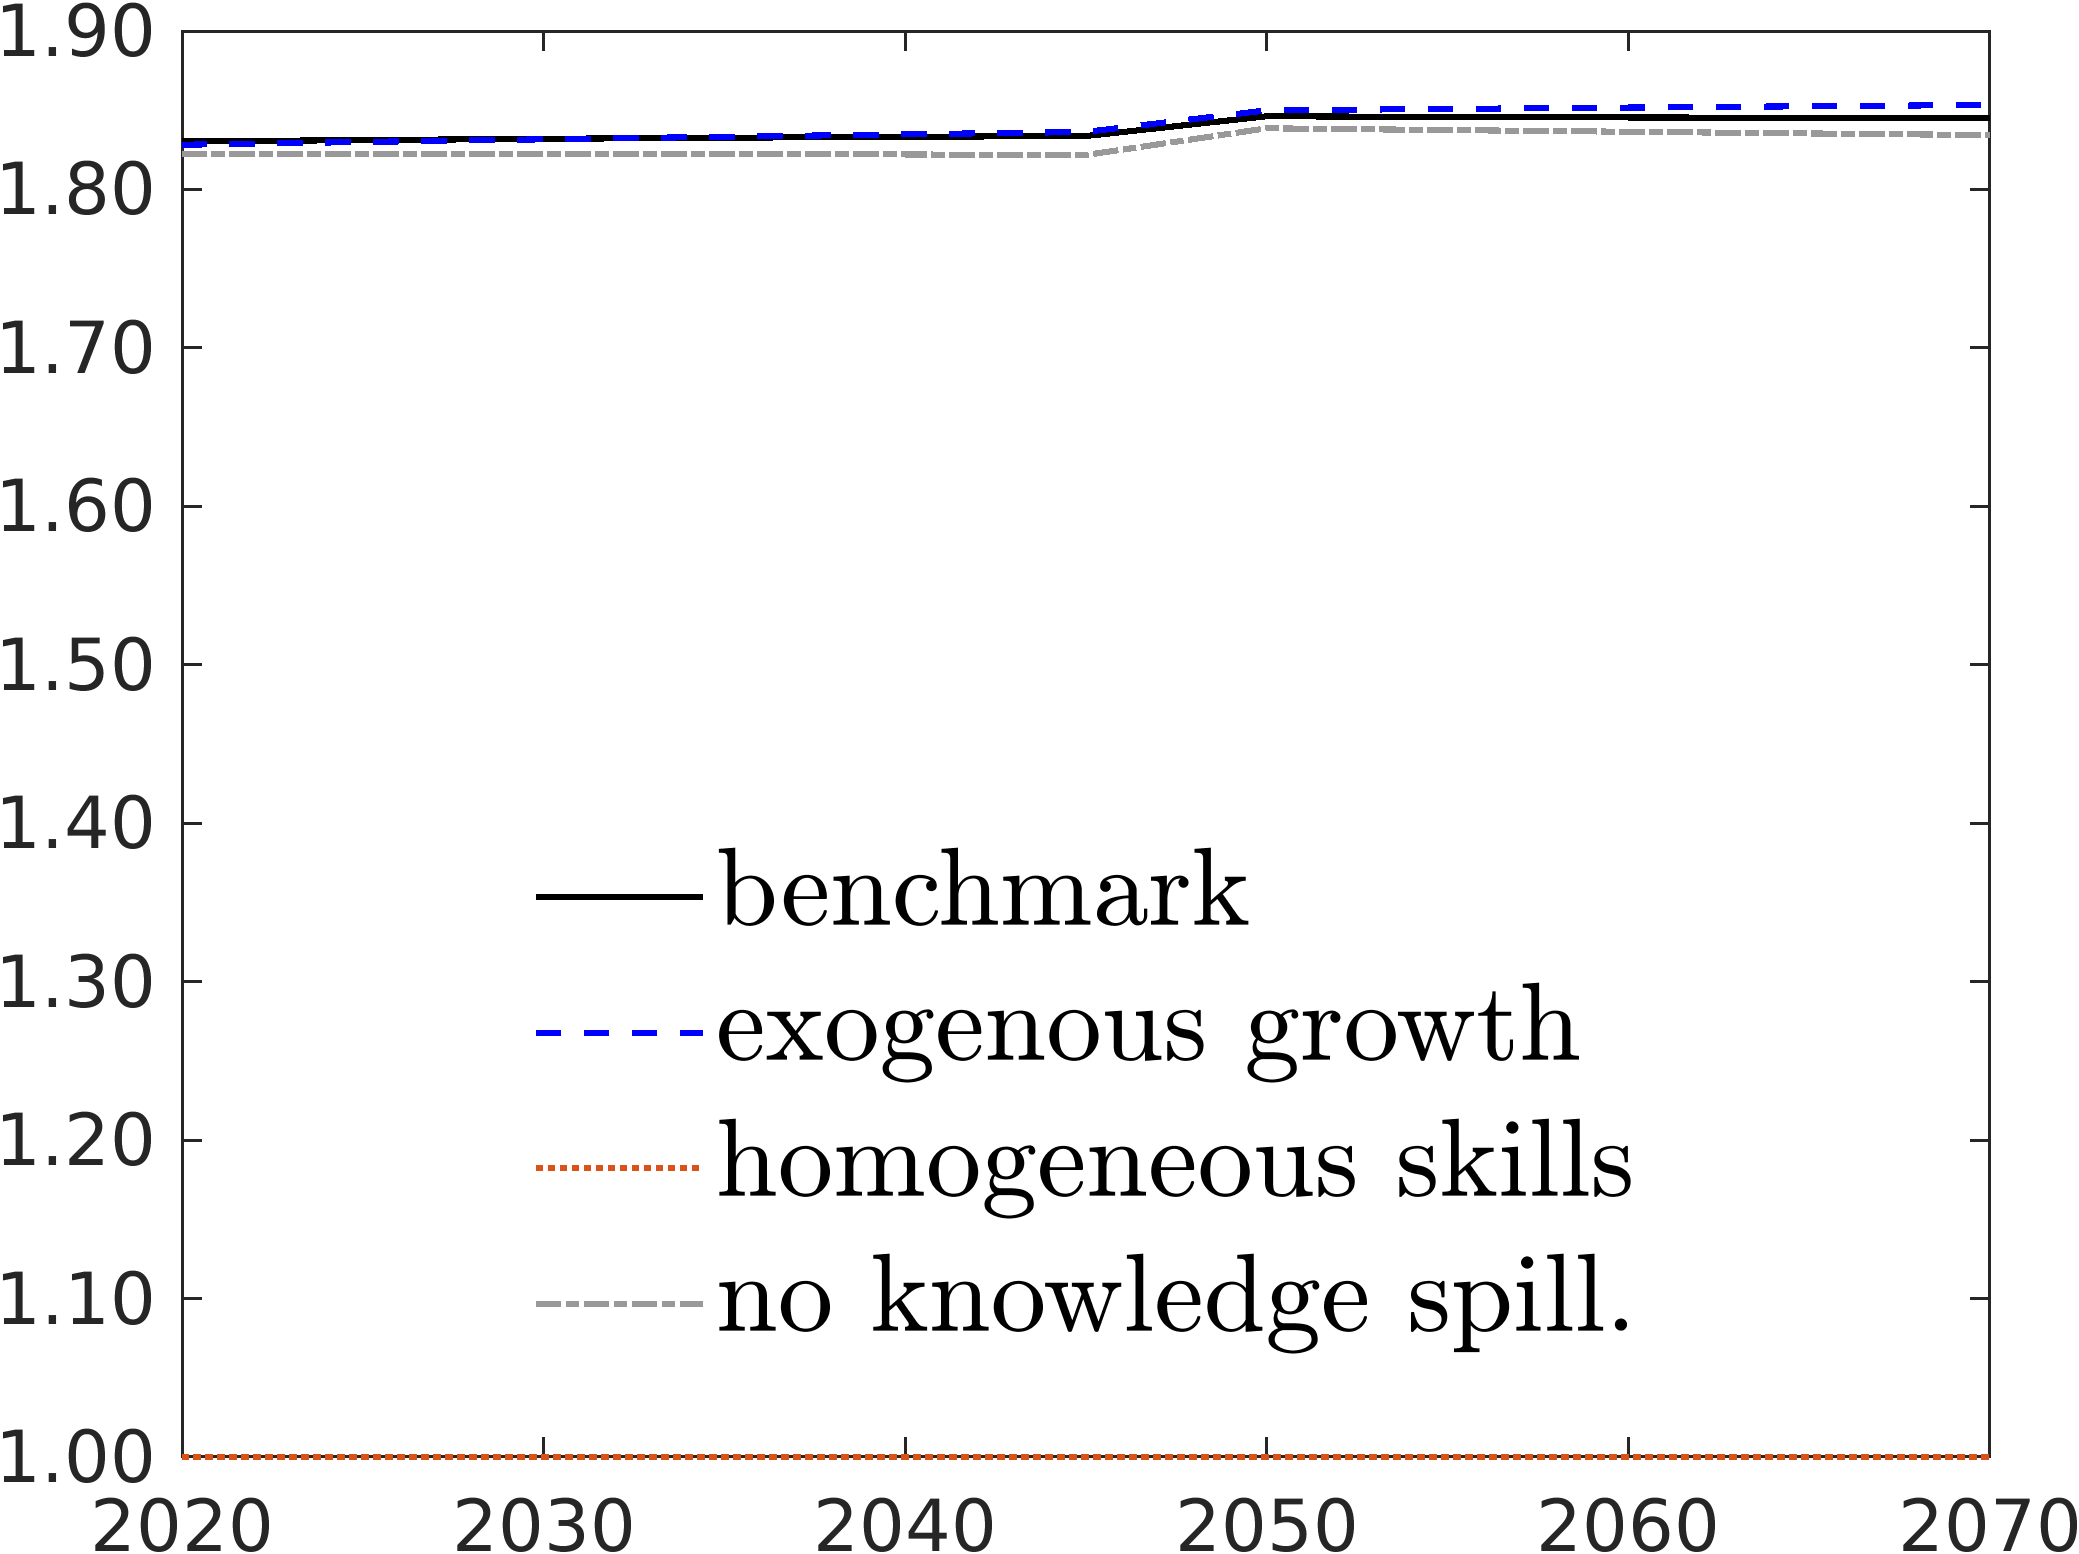 1.90
1.80
1.70
1.60
1.50
1.40
1.30
1.20
1.10
1.00
benchmark
exogenous growth
homogeneous skills
no knowledge spill.
2020 2030 2040 2050 2060 2070